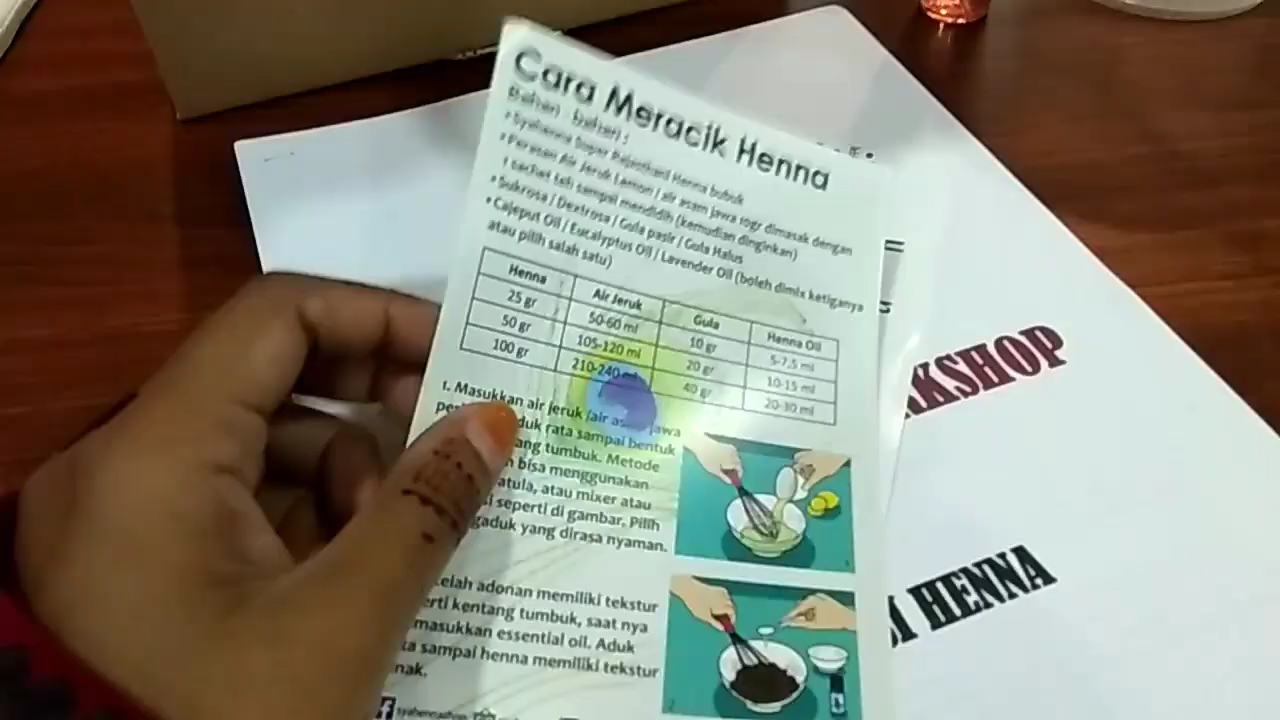 Cara Meracik Henna
Bahan - bahan :
• Syahenna Super Rajasthani Henna bubuk
• Perasan Air Jeruk Lemon / air asam jawa 10gr dimasak dengan
1 sachet teh sampai mendidih (kemudian dinginkan)
• Sukrosa / Dextrosa / Gula pasir / Gula Halus
• Cajeput Oil / Eucalyptus Oil / Lavender Oil (boleh dimix ketiganya
atau pilih salah satu)
Henna Air Jeruk Gula Henna Oil
25 gr 50-60 ml 10 gr 5-7,5 ml
50 gr 105-120 ml 20 gr 10-15 ml
100 gr 210-240 ml 40 gr 20-30 ml
1. Masukkan air jeruk /air asam jawa
duk rata sampai bentuk
ang tumbuk. Metode
bisa menggunakan
atula, atau mixer atau
seperti di gambar. Pilih
gaduk yang dirasa nyaman.
elah adonan memiliki tekstur
erti kentang tumbuk, saat nya
masukkan essential oil. Aduk
ta sampai henna memiliki tekstur
nak.
RKSHOP
HENNA